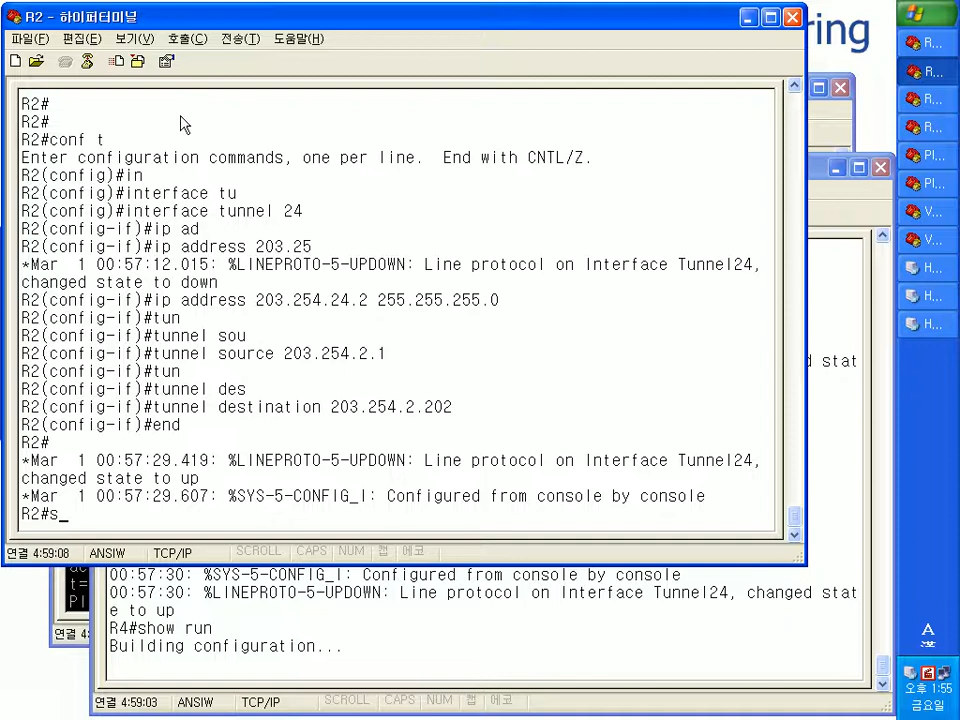 R2 - 하이퍼터미널
ring
파일(F) 편집(E) 보기(V) 호출(C) 전송(T) 도움말(H)
R2#
R2#
R2#conf t
Enter configuration commands, one per line.  End with CNTL/Z.
R2(config)#in
R2(config)#interface tu
R2(config)#interface tunnel 24
R2(config-if)#ip ad
R2(config-if)#ip address 203.25
*Mar  1 00:57:12.015: %LINEPROTO-5-UPDOWN: Line protocol on Interface Tunnel24,
changed state to down
R2(config-if)#ip address 203.254.24.2 255.255.255.0
R2(config-if)#tun
R2(config-if)#tunnel sou
R2(config-if)#tunnel source 203.254.2.1
R2(config-if)#tun
R2(config-if)#tunnel des
R2(config-if)#tunnel destination 203.254.2.202
R2(config-if)#end
R2#
*Mar  1 00:57:29.419: %LINEPROTO-5-UPDOWN: Line protocol on Interface Tunnel24,
changed state to up
*Mar  1 00:57:29.607: %SYS-5-CONFIG_I: Configured from console by console
R2#s_
연결 4:59:08 ANSIW TCP/IP SCROLL CAPS NUM 캡 에코
d stat
00:57:30: %SYS-5-CONFIG_I: Configured from console by console
00:57:30: %LINEPROTO-5-UPDOWN: Line protocol on Interface Tunnel24, changed stat
e to up
R4#show run
Building configuration...
ac
t=
Pl
연결 4:
연결 4:59:03 ANSIW TCP/IP SCROLL CAPS NUM 캡 에코
R...
R...
R...
R...
Pl...
Pl...
V...
V...
H...
H...
H...
A
漢
오후 1:55
금요일